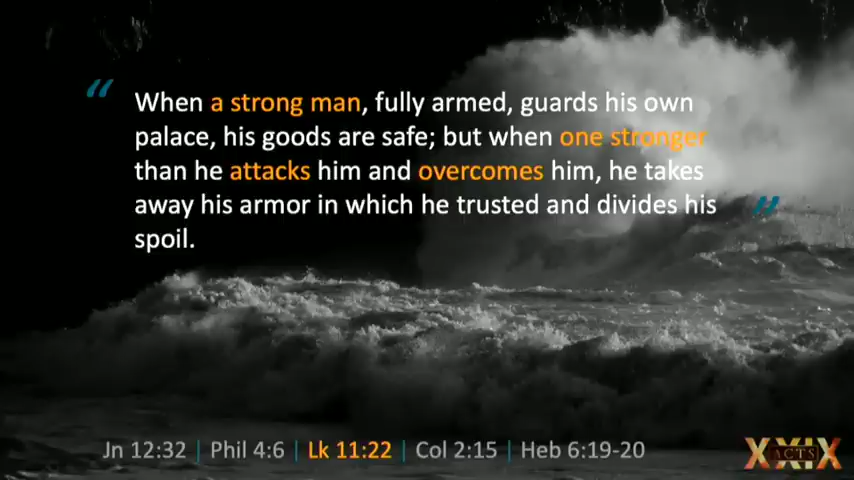 “ When a strong man, fully armed, guards his own
palace, his goods are safe; but when one stronger
than he attacks him and overcomes him, he takes
away his armor in which he trusted and divides his ”
spoil.
Jn 12:32 | Phil 4:6 | Lk 11:22 | Col 2:15 | Heb 6:19-20
XXIX
ACTS